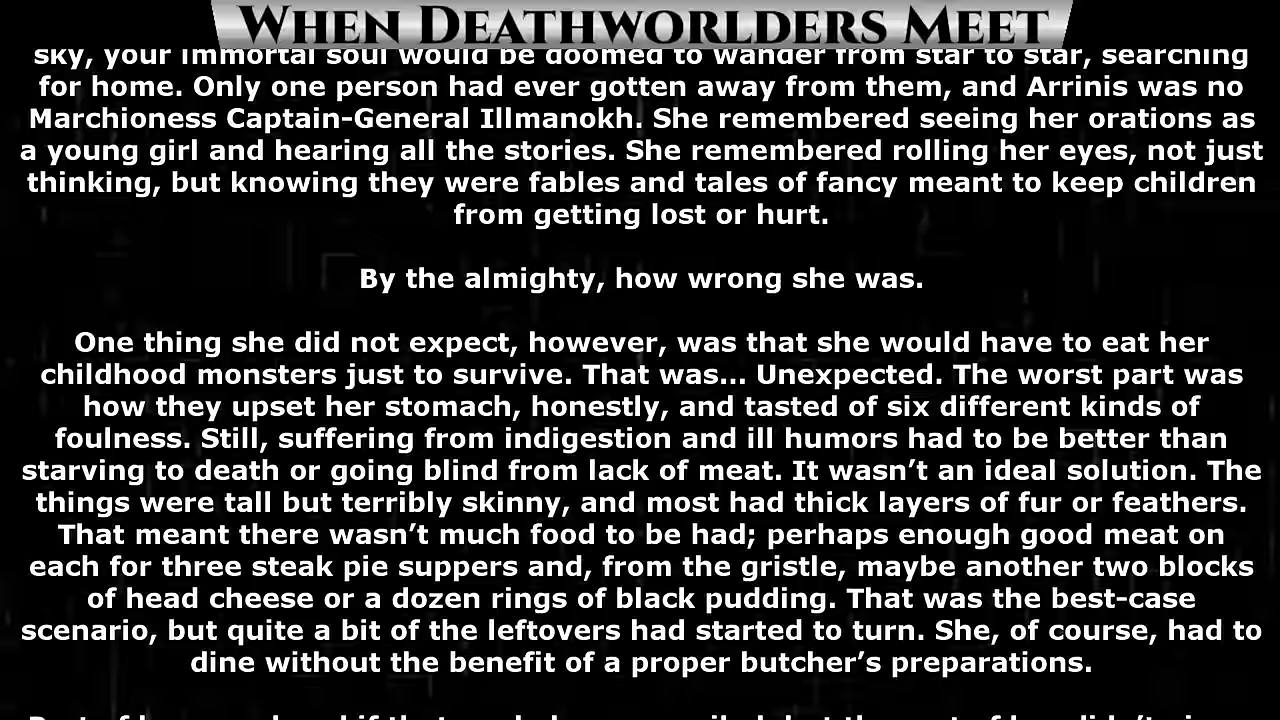 WHEN DEATHWORLDERS MEET
sky, your immortal soul would be doomed to wander from star to star, searching
for home. Only one person had ever gotten away from them, and Arrinis was no
Marchioness Captain-General Illmanokh. She remembered seeing her orations as
a young girl and hearing all the stories. She remembered rolling her eyes, not just
thinking, but knowing they were fables and tales of fancy meant to keep children
from getting lost or hurt.
By the almighty, how wrong she was.
One thing she did not expect, however, was that she would have to eat her
childhood monsters just to survive. That was... Unexpected. The worst part was
how they upset her stomach, honestly, and tasted of six different kinds of
foulness. Still, suffering from indigestion and ill humors had to be better than
starving to death or going blind from lack of meat. It wasn’t an ideal solution. The
things were tall but terribly skinny, and most had thick layers of fur or feathers.
That meant there wasn’t much food to be had; perhaps enough good meat on
each for three steak pie suppers and, from the gristle, maybe another two blocks
of head cheese or a dozen rings of black pudding. That was the best-case
scenario, but quite a bit of the leftovers had started to turn. She, of course, had to
dine without the benefit of a proper butcher’s preparations.